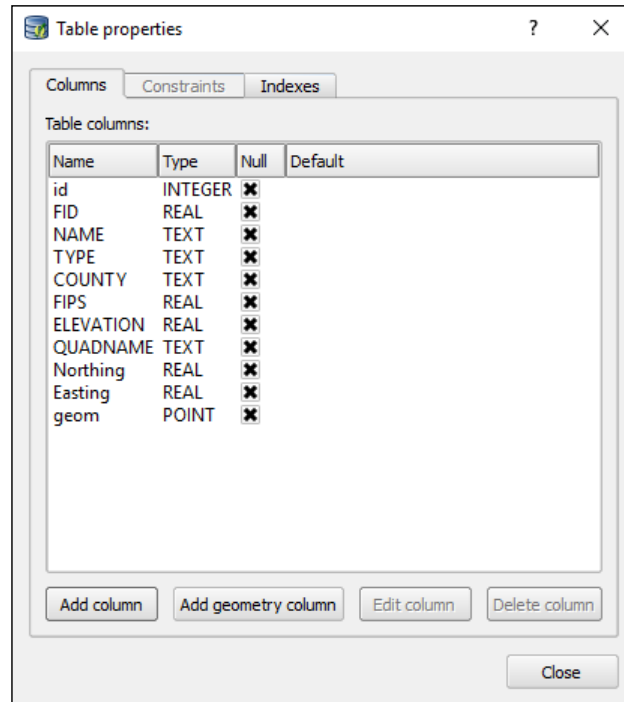 Table properties ?
Columns Constraints Indexes
Table columns:
Name Type Null Default
id INTEGER
FID REAL
NAME TEXT
TYPE TEXT
COUNTY TEXT
FIPS REAL
ELEVATION REAL
QUADNAME TEXT
Northing REAL
Easting REAL
geom POINT
Add column Add geometry column Edit column Delete column
Close